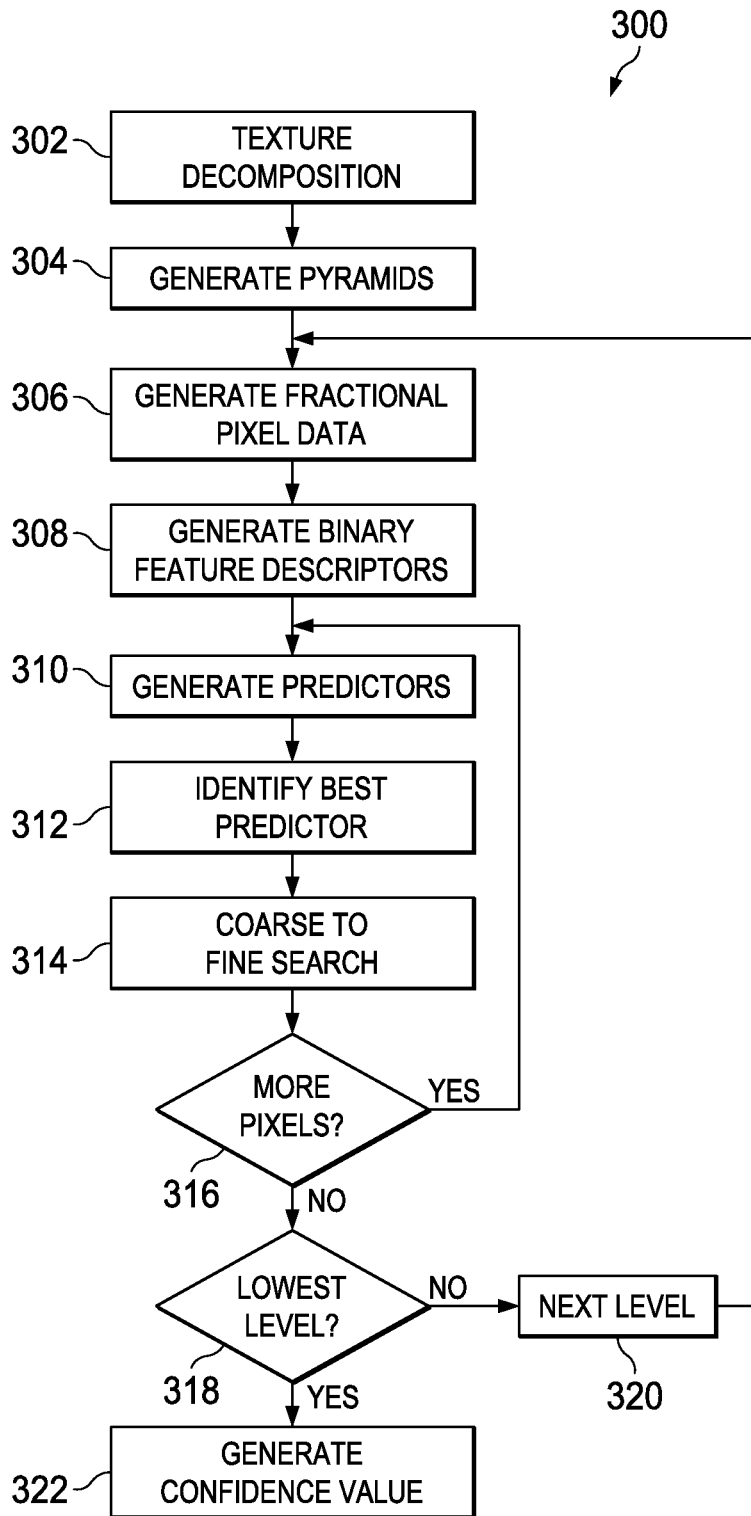 300
302
TEXTURE
DECOMPOSITION
304
GENERATE PYRAMIDS
306
GENERATE FRACTIONAL
PIXEL DATA
308
GENERATE BINARY
FEATURE DESCRIPTORS
310
GENERATE PREDICTORS
312
IDENTIFY BEST
PREDICTOR
314
COARSE TO
FINE SEARCH
MORE
PIXELS?
YES
316
NO
LOWEST
LEVEL?
NO
NEXT LEVEL
318
YES
320
322
GENERATE
CONFIDENCE VALUE